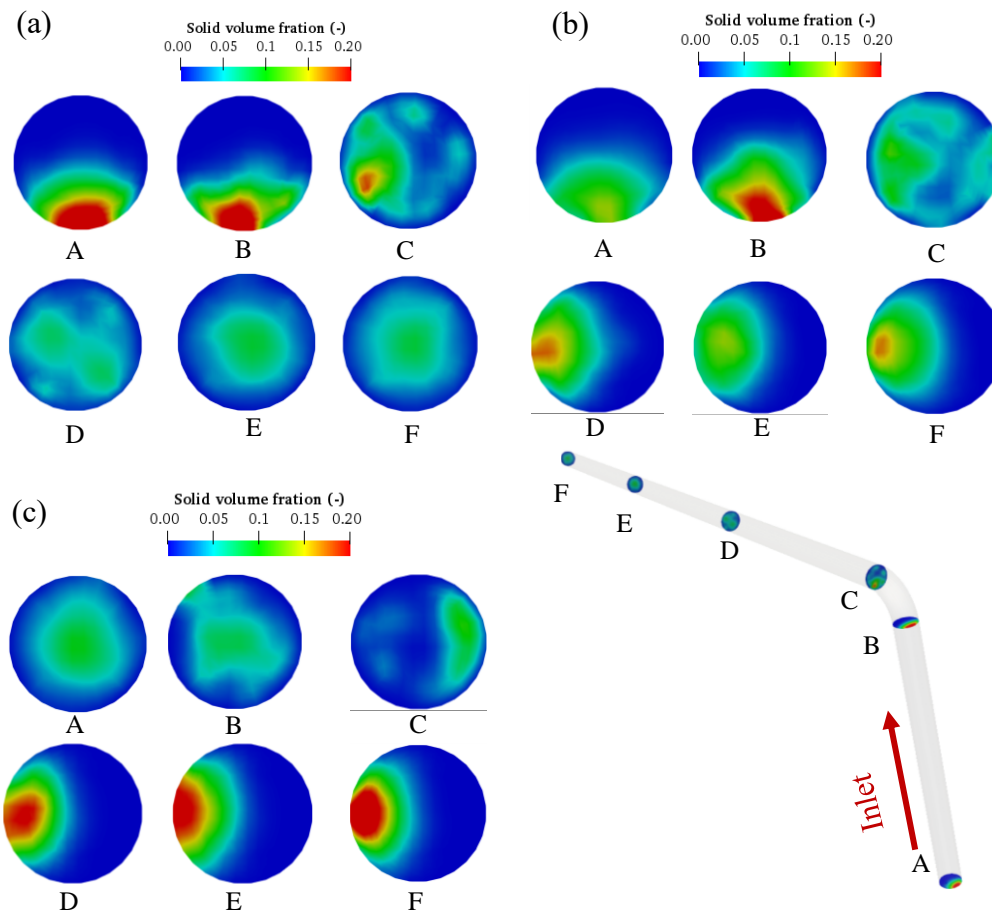 (a)
Solid volume fration (-)
0.00 0.05 0.1 0.15 0.20
A B C
D E F
(b)
Solid volume fration (-)
0.00 0.05 0.1 0.15 0.20
A B C
D E F
(c)
Solid volume fration (-)
0.00 0.05 0.1 0.15 0.20
A B C
D E F
F
E
D
C
B
Inlet
A